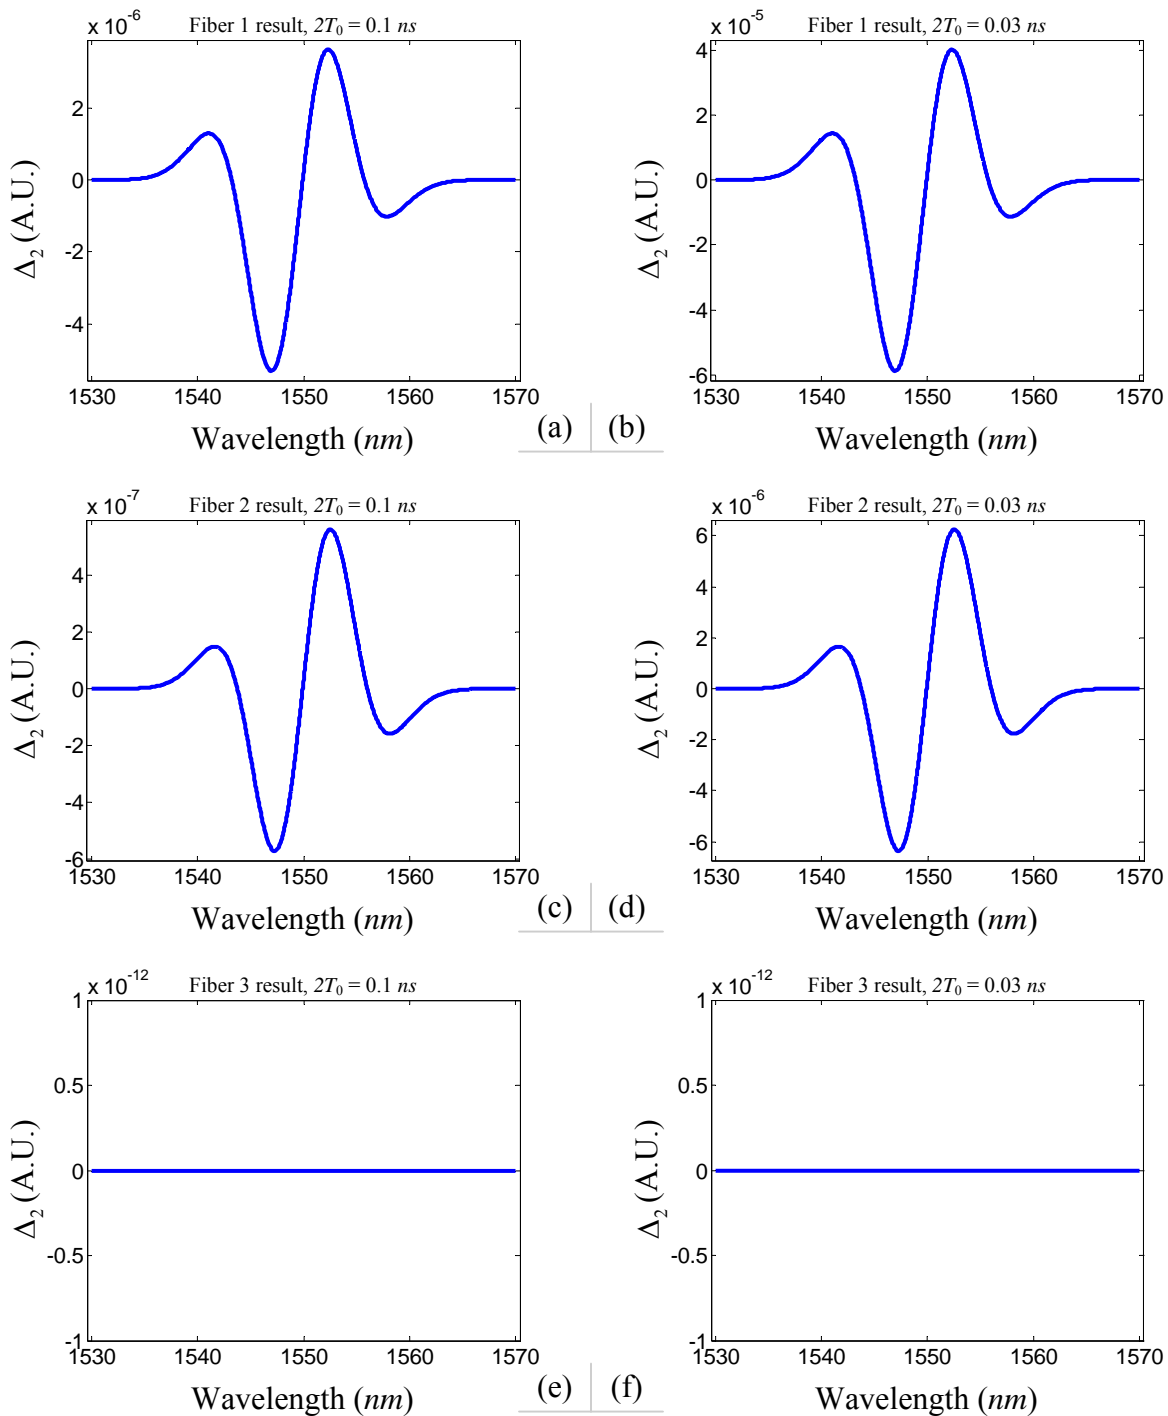 x 10^-6 Fiber 1 result, 2T0 = 0.1 ns
2
0
-2
-4
1530 1540 1550 1560 1570
Δ2 (A.U.)
Wavelength (nm)
(a)
x 10^-5 Fiber 1 result, 2T0 = 0.03 ns
4
2
0
-2
-4
-6
1530 1540 1550 1560 1570
Δ2 (A.U.)
Wavelength (nm)
(b)
x 10^-7 Fiber 2 result, 2T0 = 0.1 ns
4
2
0
-2
-4
-6
1530 1540 1550 1560 1570
Δ2 (A.U.)
Wavelength (nm)
(c)
x 10^-6 Fiber 2 result, 2T0 = 0.03 ns
6
4
2
0
-2
-4
-6
1530 1540 1550 1560 1570
Δ2 (A.U.)
Wavelength (nm)
(d)
x 10^-12 Fiber 3 result, 2T0 = 0.1 ns
1
0.5
0
-0.5
-1
1530 1540 1550 1560 1570
Δ2 (A.U.)
Wavelength (nm)
(e)
x 10^-12 Fiber 3 result, 2T0 = 0.03 ns
1
0.5
0
-0.5
-1
1530 1540 1550 1560 1570
Δ2 (A.U.)
Wavelength (nm)
(f)